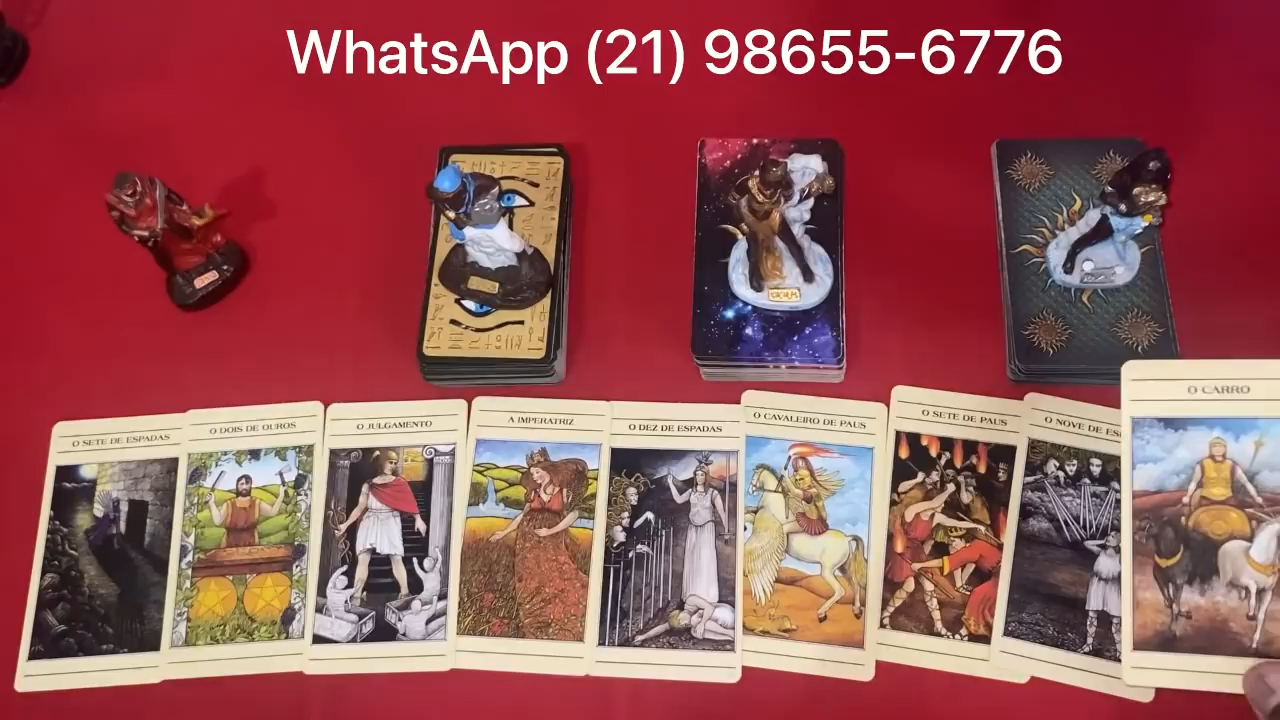 WhatsApp (21) 98655-6776
O SETE DE ESPADAS
O DOIS DE OUROS
O JULGAMENTO
A IMPERATRIZ
O DEZ DE ESPADAS
O CAVALEIRO DE PAUS
O SETE DE PAUS
O NOVE DE ES
O CARRO